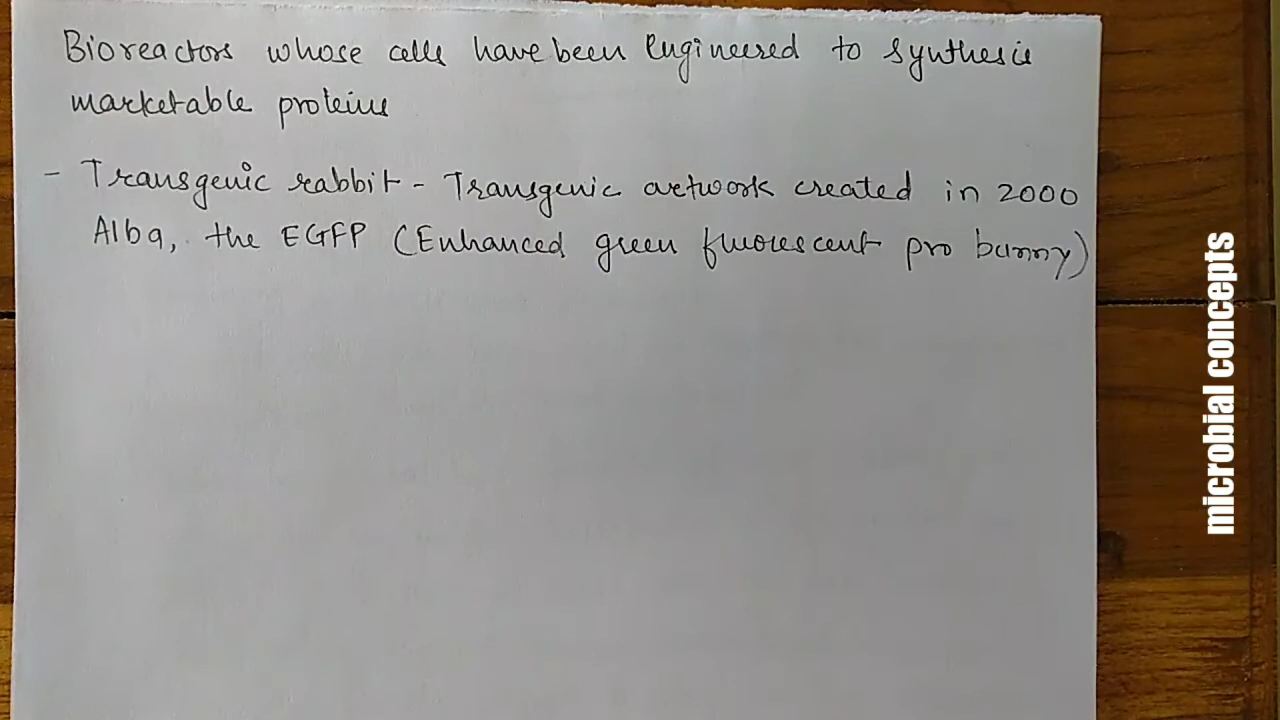 Bioreactors whose cells have been Engineered to synthesis
marketable proteins
- Transgenic rabbit - Transgenic artwork created in 2000
Alba, the EGFP (Enhanced green fluorescent pro bunny)
microbial concepts